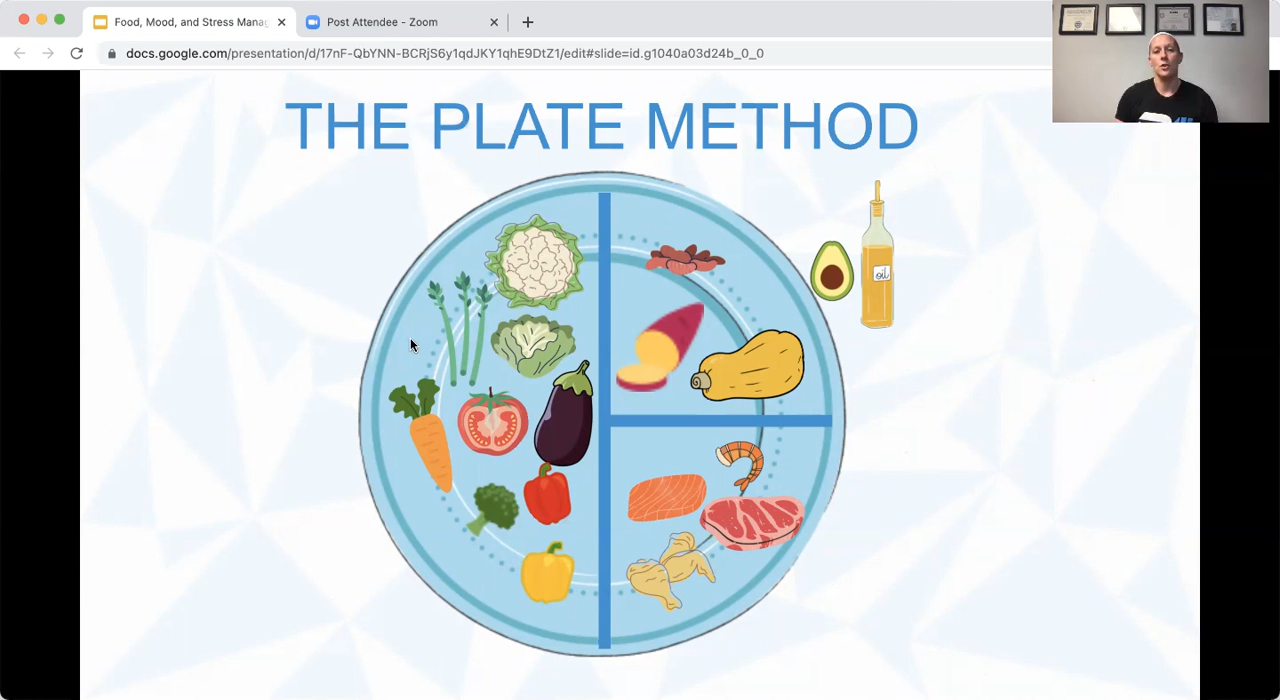 Food, Mood, and Stress Manag
Post Attendee - Zoom
docs.google.com/presentation/d/17nF-QbYNN-BCRjS6y1qdJKY1qhE9DtZ1/edit#slide=id.g1040a03d24b_0_0
THE PLATE METHOD
oil